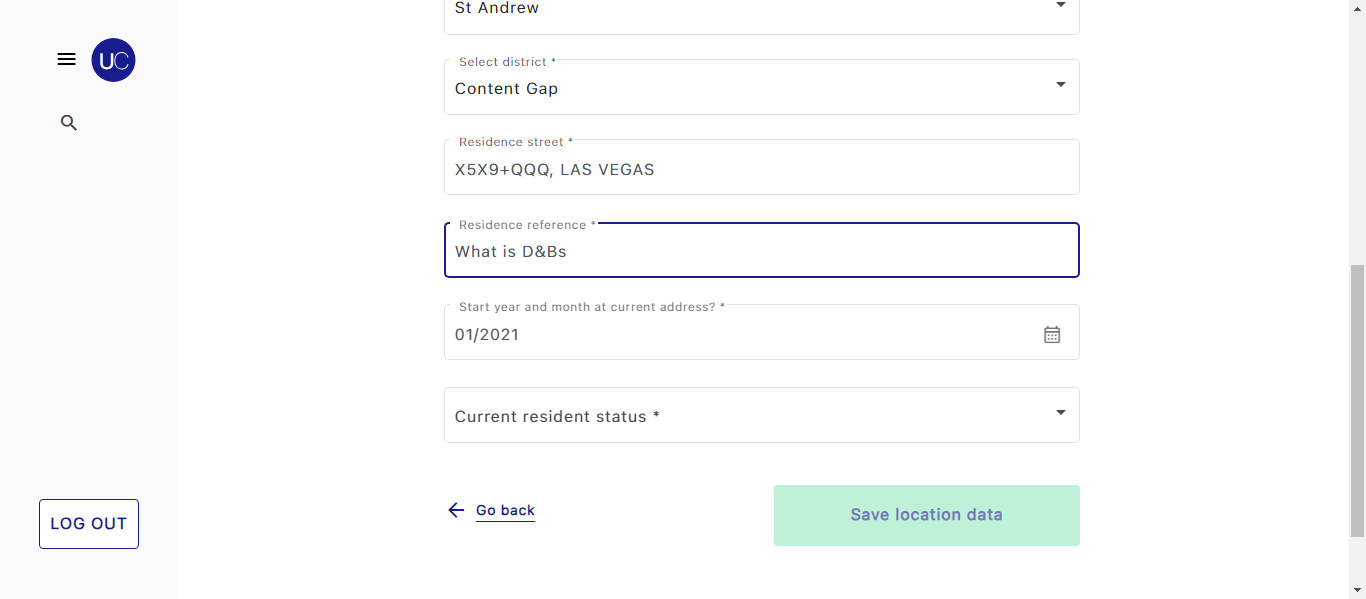 St Andrew
UC
Select district *
Content Gap
Residence street *
X5X9+QQQ, LAS VEGAS
Residence reference *
What is D&Bs
Start year and month at current address? *
01/2021
Current resident status *
Go back
Save location data
LOG OUT